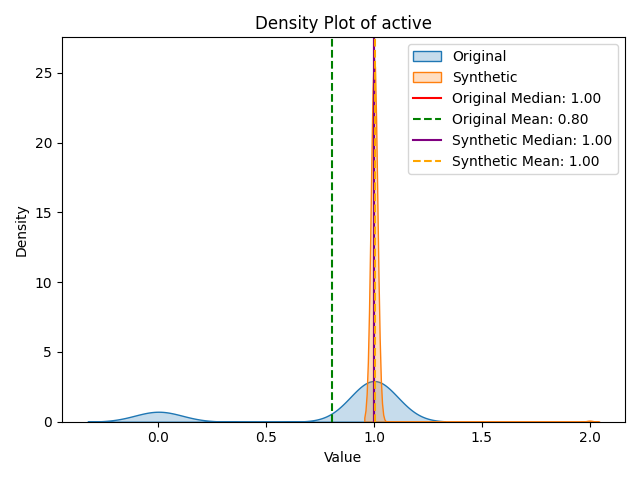 Density Plot of active
Original
Synthetic
Original Median: 1.00
Original Mean: 0.80
Synthetic Median: 1.00
Synthetic Mean: 1.00
Density
25
20
15
10
5
0
0.0 0.5 1.0 1.5 2.0
Value